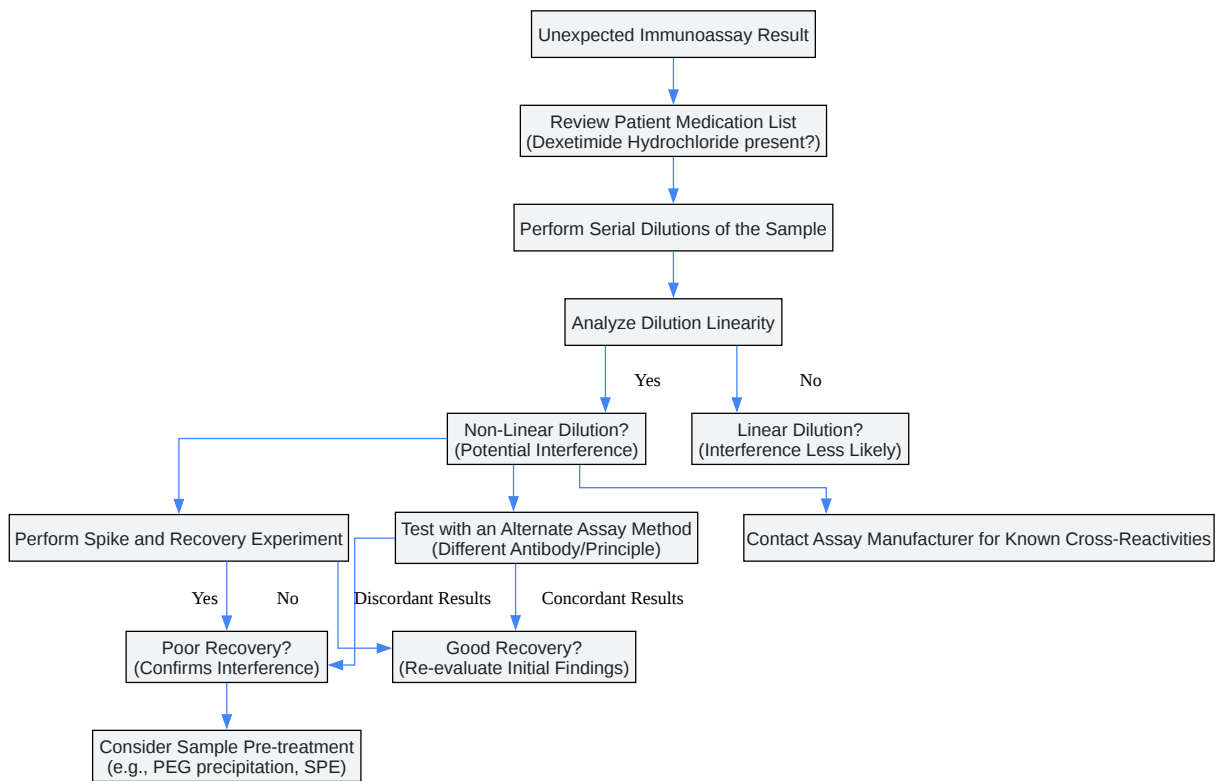 Unexpected Immunoassay Result
Review Patient Medication List
(Dexetimide Hydrochloride present?)
Perform Serial Dilutions of the Sample
Analyze Dilution Linearity
Yes
No
Non-Linear Dilution?
(Potential Interference)
Linear Dilution?
(Interference Less Likely)
Perform Spike and Recovery Experiment
Test with an Alternate Assay Method
(Different Antibody/Principle)
Contact Assay Manufacturer for Known Cross-Reactivities
Yes
No
Discordant Results
Concordant Results
Poor Recovery?
(Confirms Interference)
Good Recovery?
(Re-evaluate Initial Findings)
Consider Sample Pre-treatment
(e.g., PEG precipitation, SPE)